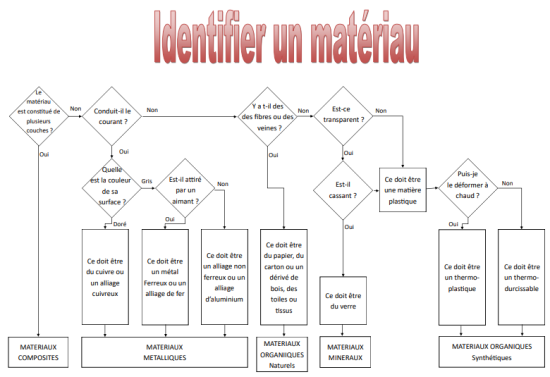 Identifier un matériau
Le
matériau
est constitué de
plusieurs
couches ?
Non
Oui
Conduit-il le
courant ?
Non
Oui
Y a t-il des
des fibres ou des
veines ?
Non
Oui
Est-ce
transparent ?
Non
Oui
Quelle
est la couleur
de sa
surface ?
Gris
Doré
Est-il attiré
par un
aimant ?
Non
Oui
Est-il
cassant ?
Non
Oui
Ce doit être
une matière
plastique
Puis-je
le déformer à
chaud ?
Non
Oui
Ce doit être
du cuivre ou
un alliage
cuivreux
Ce doit être
un métal
Ferreux ou un
alliage de fer
Ce doit être
un alliage non
ferreux ou un
alliage
d'aluminium
Ce doit être
du papier, du
carton ou un
dérivé de
bois, des
toiles ou
tissus
Ce doit être
du verre
Ce doit être
un thermo-
plastique
Ce doit être
un thermo-
durcissable
MATERIAUX
COMPOSITES
MATERIAUX
METALLIQUES
MATERIAUX
ORGANIIQUES
Naturels
MATERIAUX
MINERAUX
MATERIAUX ORGANIQUES
Synthétiques